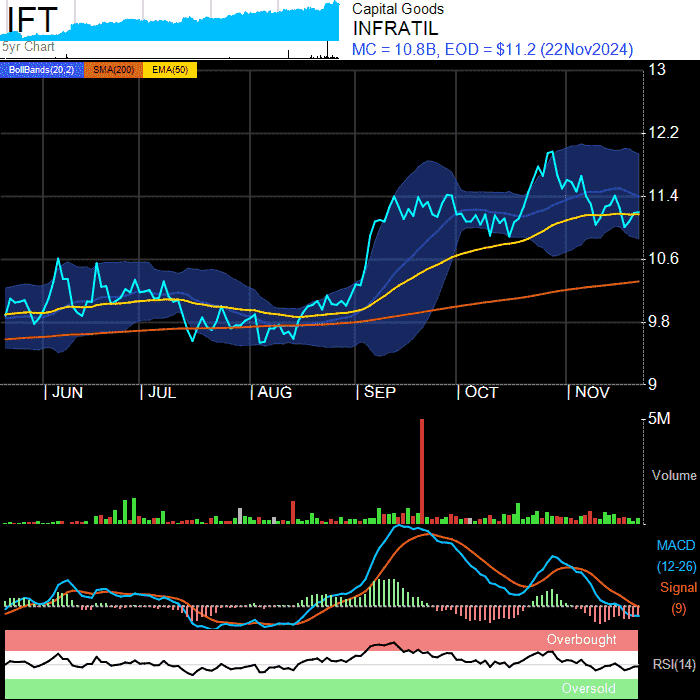 IFT
5yr Chart
Capital Goods
INFRATIL
MC = 10.8B, EOD = $11.2 (22Nov2024)
BollBands(20,2) SMA(200) EMA(50)
13
12.2
11.4
10.6
9.8
9
JUN JUL AUG SEP OCT NOV
5M
Volume
MACD
(12-26)
Signal
(9)
Overbought
RSI(14)
Oversold